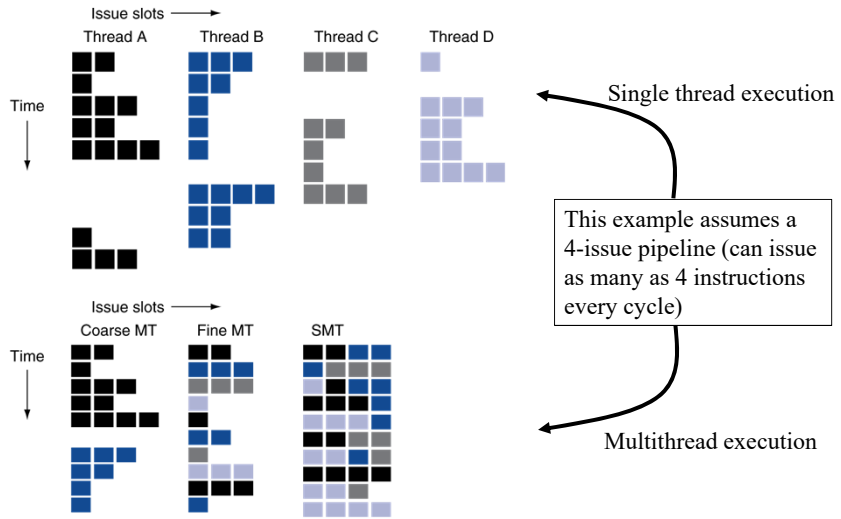 Issue slots
Thread A Thread B Thread C Thread D
Time
Single thread execution
This example assumes a
4-issue pipeline (can issue
as many as 4 instructions
every cycle)
Issue slots
Coarse MT Fine MT SMT
Time
Multithread execution